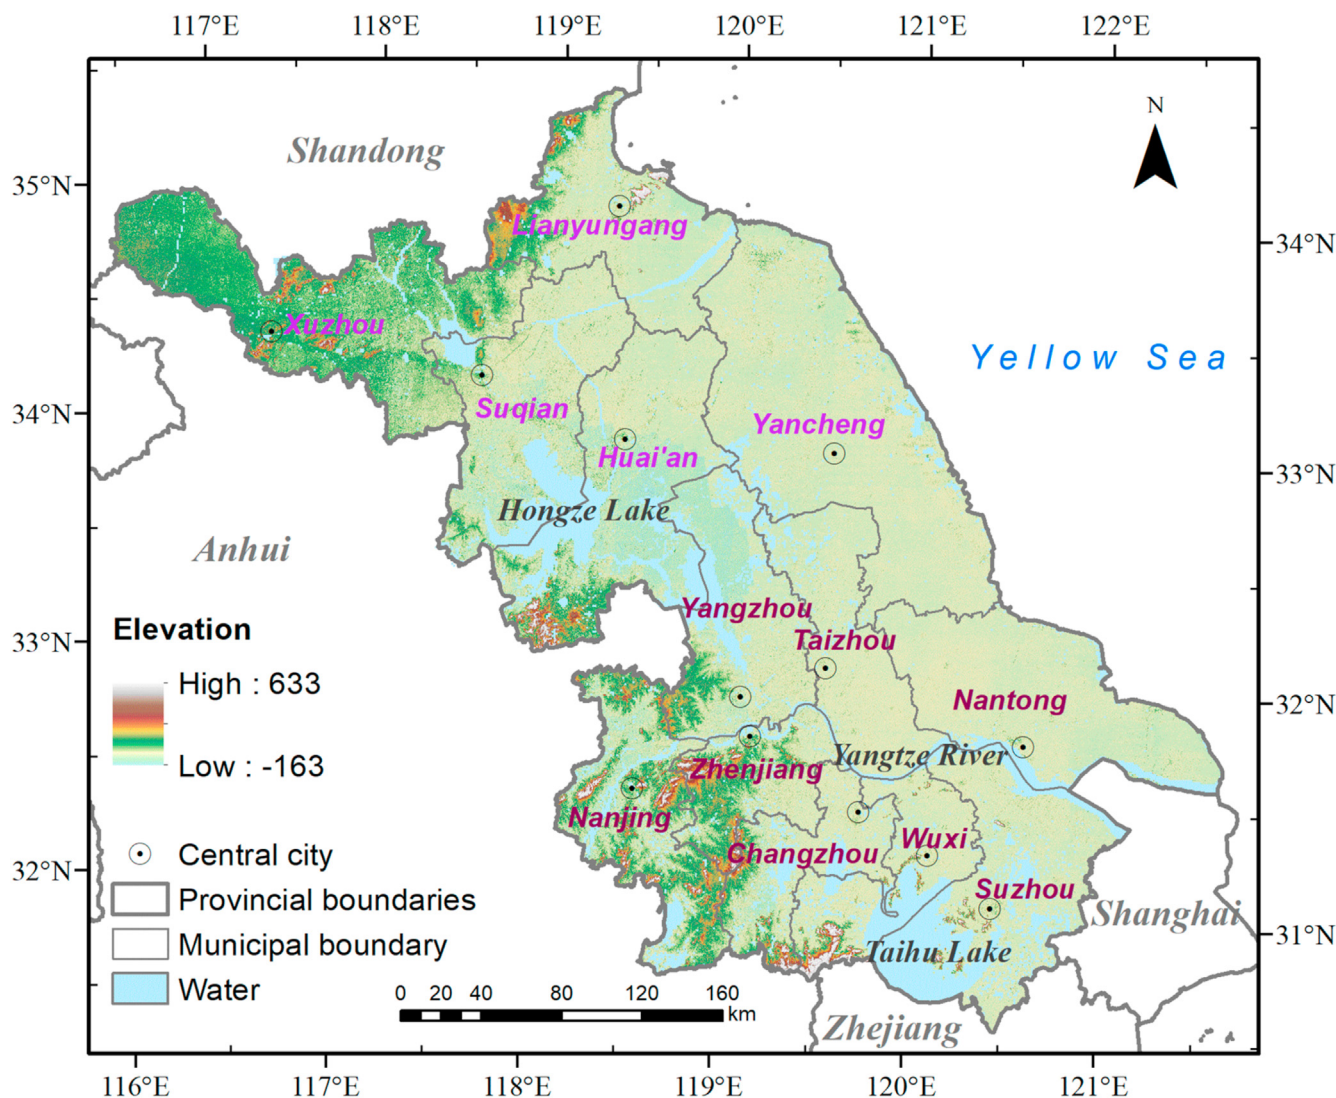 117°E 118°E 119°E 120°E 121°E 122°E
N
Shandong
35°N
34°N
Lianyungang
Xuzhou
Yellow Sea
34°N
Suqian
Yancheng
Huai'an
33°N
Hongze Lake
Anhui
Yangzhou
Elevation
33°N
Taizhou
High : 633
Nantong
32°N
Low : -163
Yangtze River
Zhenjiang
Nanjing
Wuxi
Changzhou
32°N
Central city
Suzhou
Provincial boundaries
Shanghai
Municipal boundary
31°N
Taihu Lake
Water
0 20 40 80 120 160
km
Zhejiang
116°E 117°E 118°E 119°E 120°E 121°E